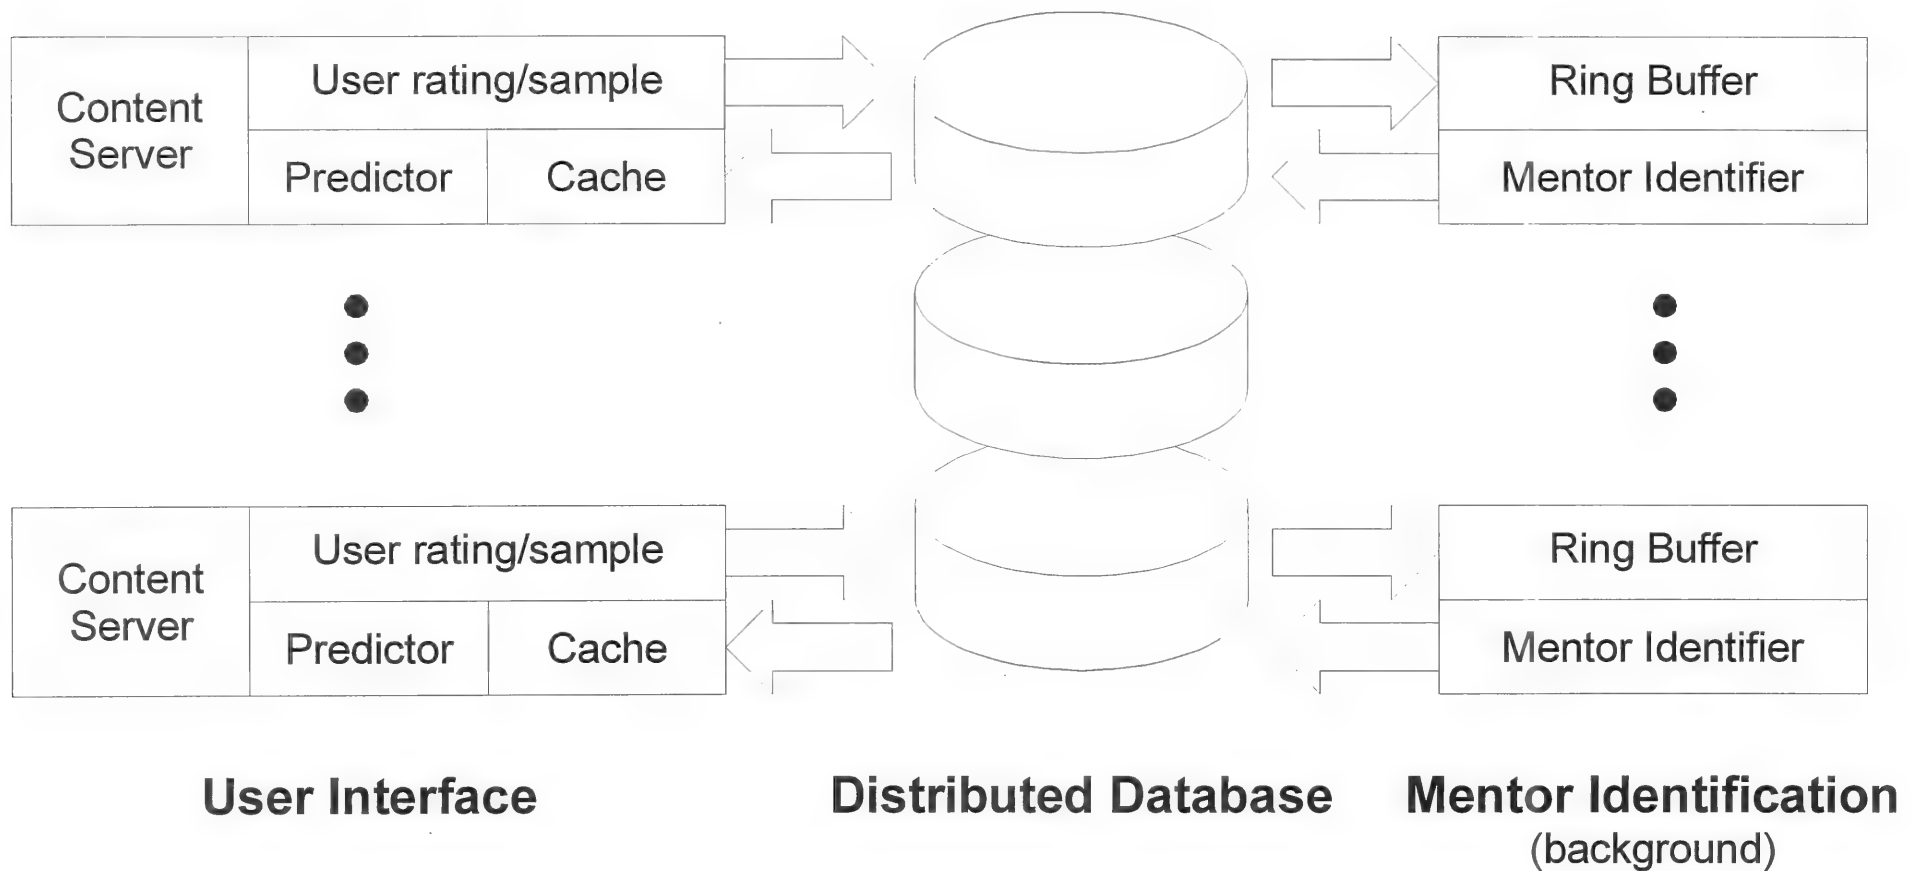 Content
Server
User rating/sample
Predictor
Cache
Ring Buffer
Mentor Identifier
Content
Server
User rating/sample
Predictor
Cache
Ring Buffer
Mentor Identifier
User Interface
Distributed Database
Mentor Identification
(background)